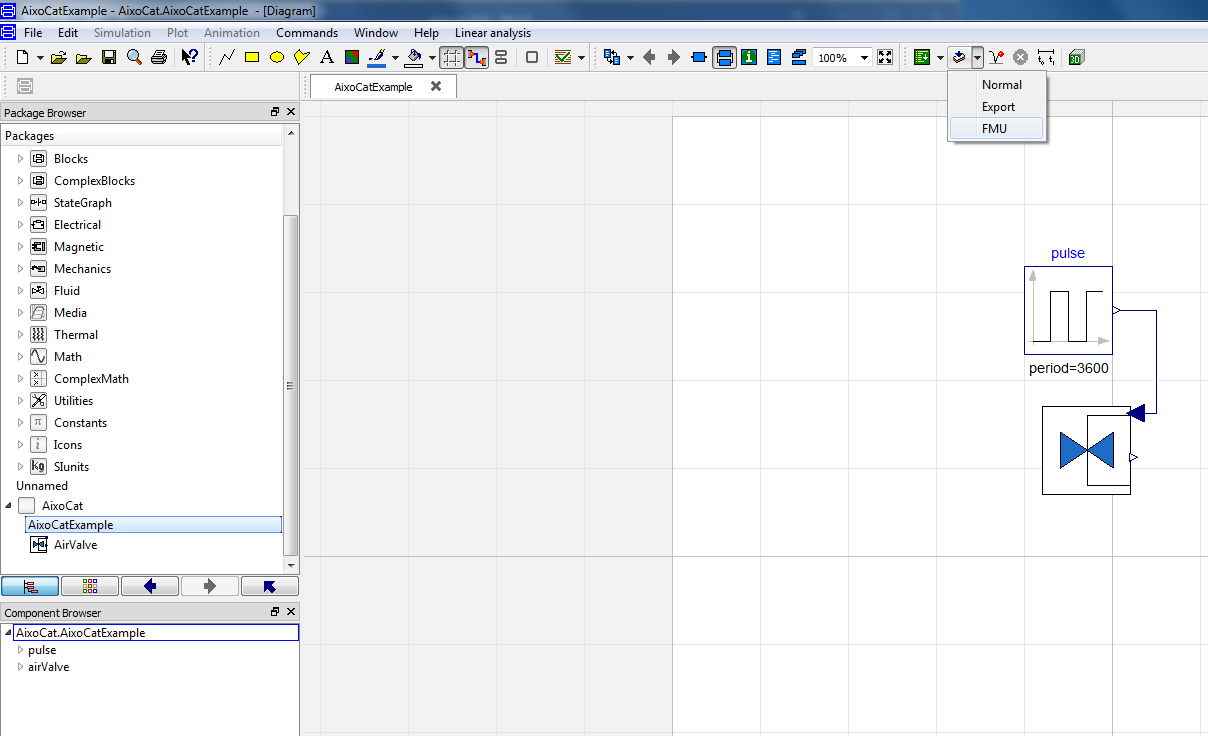 AixoCatExample - AixoCat.AixoCatExample - [Diagram]
File Edit Simulation Plot Animation Commands Window Help Linear analysis
A i 100% 3D
AixoCatExample
Normal
Export
FMU
Package Browser
Packages
Blocks
ComplexBlocks
StateGraph
Electrical
Magnetic
Mechanics
Fluid
Media
Thermal
Math
ComplexMath
Utilities
π Constants
i Icons
kg SIunits
Unnamed
AixoCat
AixoCatExample
AirValve
Component Browser
AixoCat.AixoCatExample
pulse
airValve
pulse
period=3600